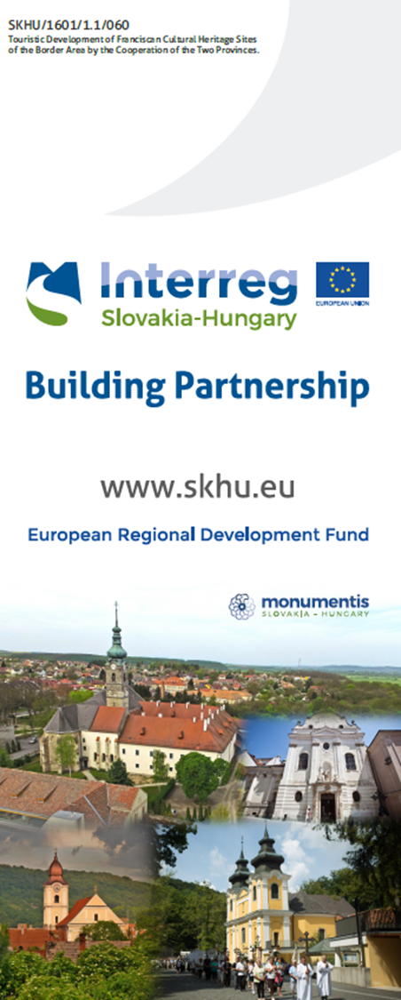 SKHU/1601/1.1/060
Touristic Development of Franciscan Cultural Heritage Sites
of the Border Area by the Cooperation of the Two Provinces.
Interreg
EUROPEAN UNION
Slovakia-Hungary
Building Partnership
www.skhu.eu
European Regional Development Fund
monumentis
SLOVAKIA - HUNGARY